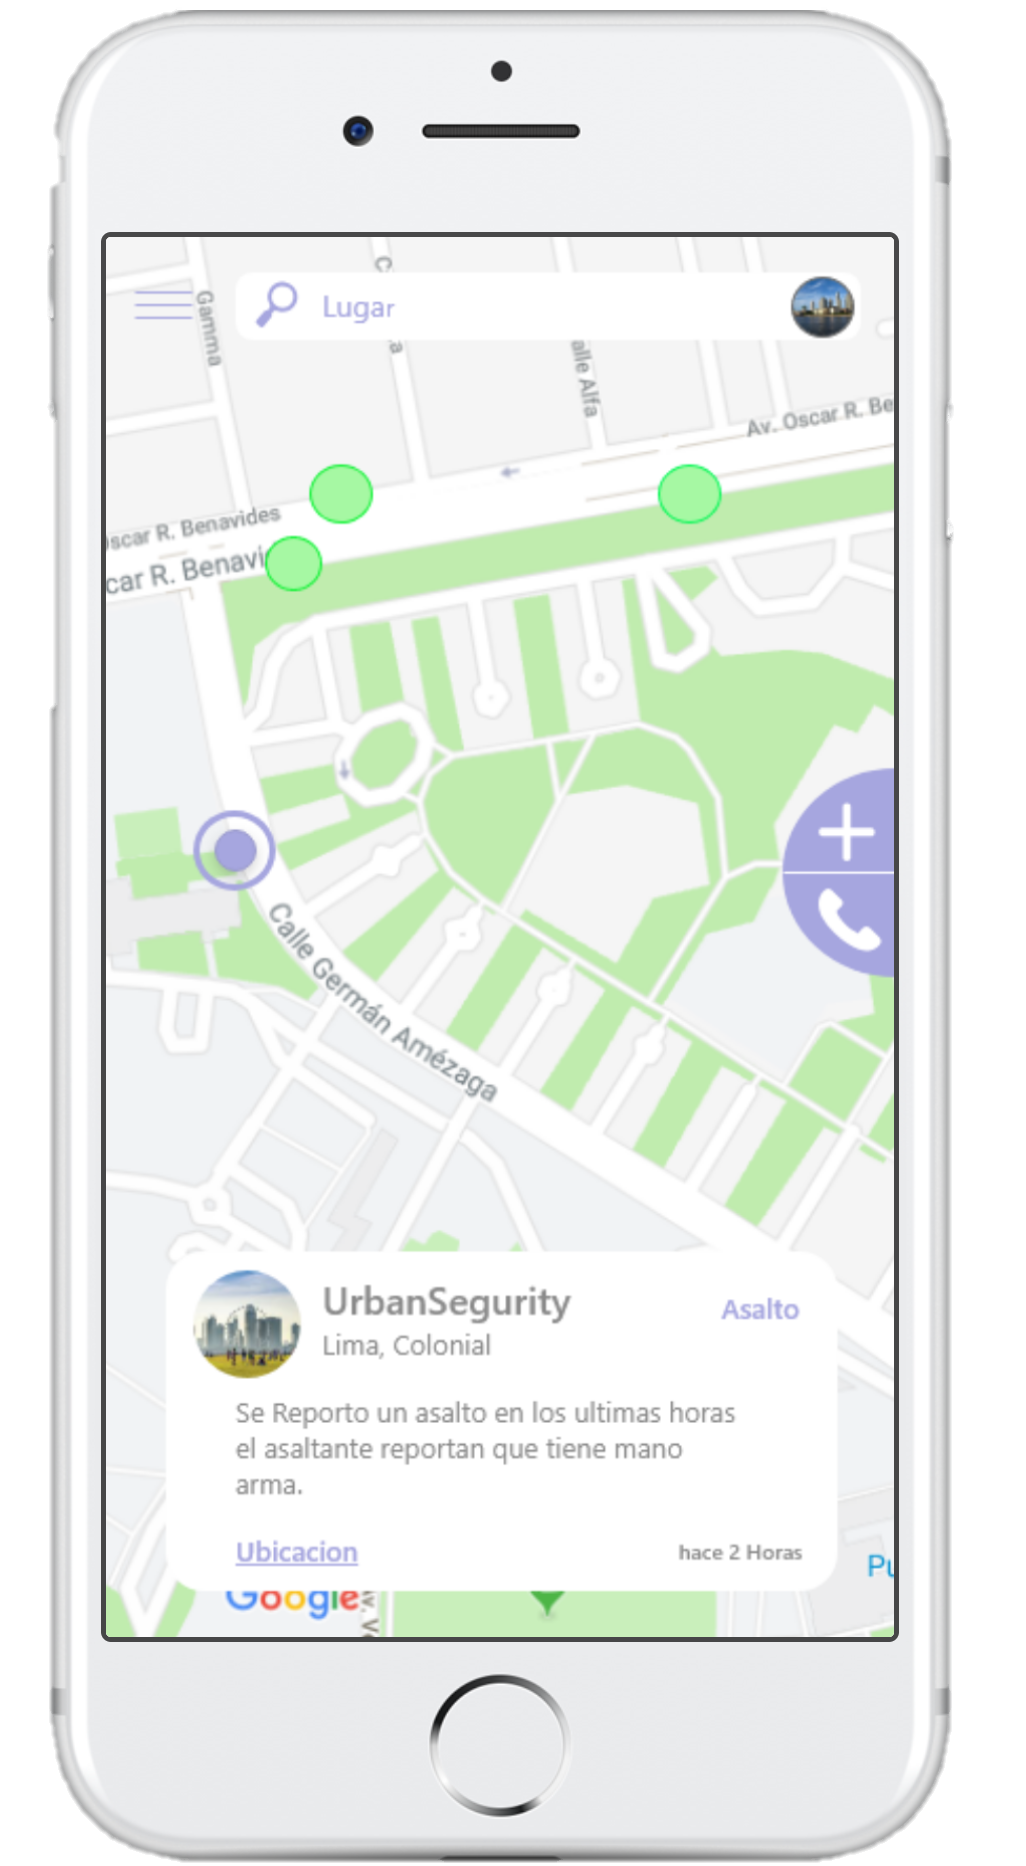 Gamma
Lugar
alle Alfa
Av. Oscar R. Be
Oscar R. Benavides
car R. Benavi
Calle Germán Amézaga
UrbanSegurity
Asalto
Lima, Colonial
Se Reporto un asalto en los ultimas horas
el asaltante reportan que tiene mano
arma.
Ubicacion
hace 2 Horas
Google
Pu